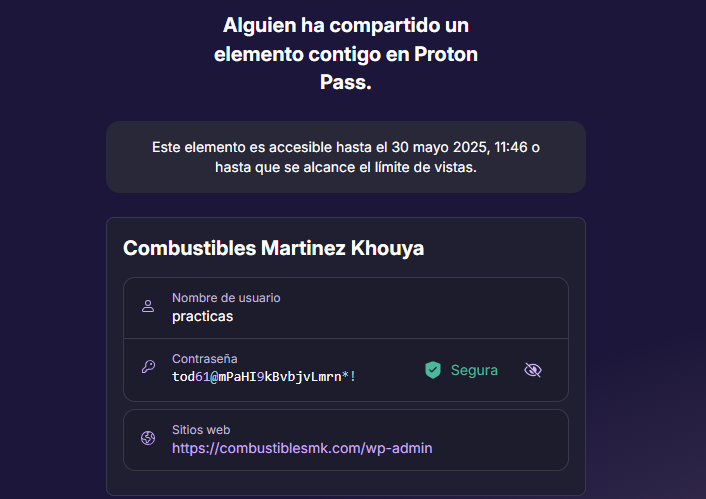 Alguien ha compartido un
elemento contigo en Proton
Pass.
Este elemento es accesible hasta el 30 mayo 2025, 11:46 o
hasta que se alcance el límite de vistas.
Combustibles Martinez Khouya
Nombre de usuario
practicas
Contraseña
tod61@mPaHI9kBvbjvLmrn*!
Segura
Sitios web
https://combustiblesmk.com/wp-admin